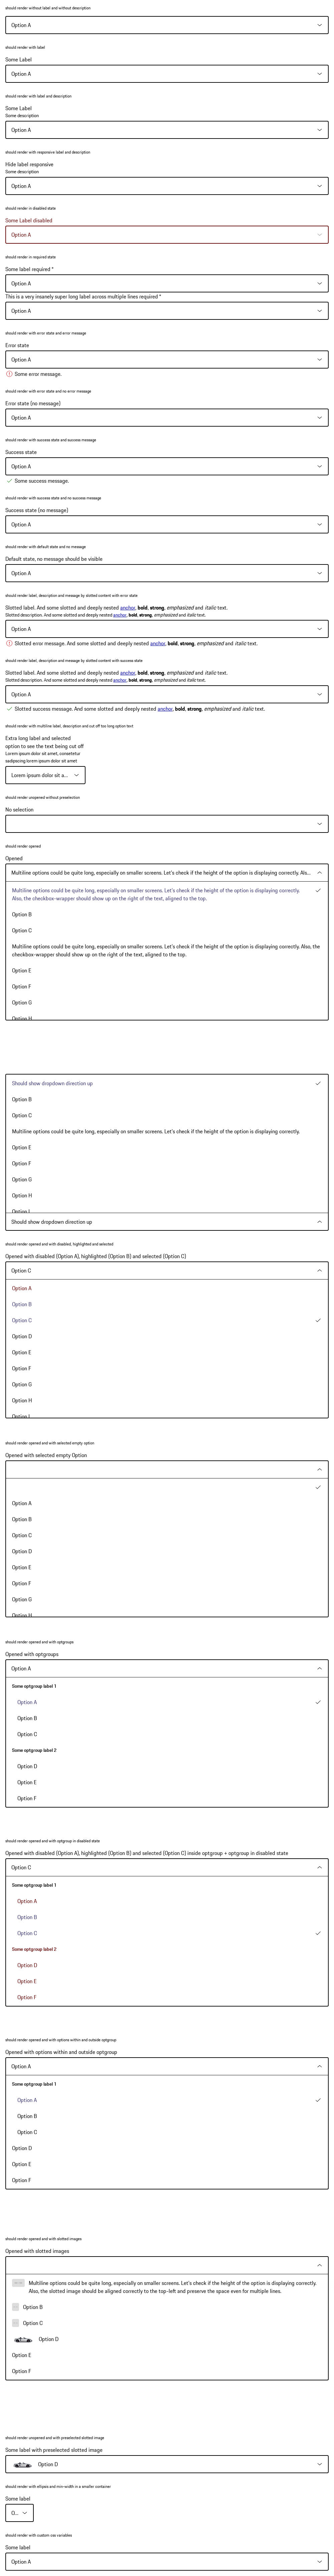 should render without label and without description
Option A
should render with label
Some Label
Option A
should render with label and description
Some Label
Some description
Option A
should render with responsive label and description
Hide label responsive
Some description
Option A
should render in disabled state
Some Label disabled
Option A
should render in required state
Some label required *
Option A
This is a very insanely super long label across multiple lines required *
Option A
should render with error state and error message
Error state
Option A
Some error message.
should render with error state and no error message
Error state (no message)
Option A
should render with success state and success message
Success state
Option A
Some success message.
should render with success state and no success message
Success state (no message)
Option A
should render with default state and no message
Default state, no message should be visible
Option A
should render label, description and message by slotted content with error state
Slotted label. And some slotted and deeply nested anchor, bold, strong, emphasized and italic text.
Slotted description. And some slotted and deeply nested anchor, bold, strong, emphasized and italic text.
Option A
Slotted error message. And some slotted and deeply nested anchor, bold, strong, emphasized and italic text.
should render label, description and message by slotted content with success state
Slotted label. And some slotted and deeply nested anchor, bold, strong, emphasized and italic text.
Slotted description. And some slotted and deeply nested anchor, bold, strong, emphasized and italic text.
Option A
Slotted success message. And some slotted and deeply nested anchor, bold, strong, emphasized and italic text.
should render with multiline label, description and cut off too long option text
Extra long label and selected
option to see the text being cut off
Lorem ipsum dolor sit amet, consetetur
sadipscing lorem ipsum dolor sit amet
Lorem ipsum dolor sit a...
should render unopened without preselection
No selection
should render opened
Opened
Multiline options could be quite long, especially on smaller screens. Let's check if the height of the option is displaying correctly. Als...
Multiline options could be quite long, especially on smaller screens. Let's check if the height of the option is displaying correctly.
Also, the checkbox-wrapper should show up on the right of the text, aligned to the top.
Option B
Option C
Multiline options could be quite long, especially on smaller screens. Let's check if the height of the option is displaying correctly. Also, the
checkbox-wrapper should show up on the right of the text, aligned to the top.
Option E
Option F
Option G
Option H
Should show dropdown direction up
Option B
Option C
Multiline options could be quite long, especially on smaller screens. Let's check if the height of the option is displaying correctly.
Option E
Option F
Option G
Option H
Option I
Should show dropdown direction up
should render opened and with disabled, highlighted and selected
Opened with disabled (Option A), highlighted (Option B) and selected (Option C)
Option C
Option A
Option B
Option C
Option D
Option E
Option F
Option G
Option H
Option I
should render opened and with selected empty option
Opened with selected empty Option
Option A
Option B
Option C
Option D
Option E
Option F
Option G
Option H
should render opened and with optgroups
Opened with optgroups
Option A
Some optgroup label 1
Option A
Option B
Option C
Some optgroup label 2
Option D
Option E
Option F
should render opened and with optgroup in disabled state
Opened with disabled (Option A), highlighted (Option B) and selected (Option C) inside optgroup + optgroup in disabled state
Option C
Some optgroup label 1
Option A
Option B
Option C
Some optgroup label 2
Option D
Option E
Option F
should render opened and with options within and outside optgroup
Opened with options within and outside optgroup
Option A
Some optgroup label 1
Option A
Option B
Option C
Option D
Option E
Option F
should render opened and with slotted images
Opened with slotted images
Multiline options could be quite long, especially on smaller screens. Let's check if the height of the option is displaying correctly.
Also, the slotted image should be aligned correctly to the top-left and preserve the space even for multiple lines.
Option B
Option C
Option D
Option E
Option F
should render unopened and with preselected slotted image
Some label with preselected slotted image
Option D
should render with ellipsis and min-width in a smaller container
Some label
O...
should render with custom css variables
Some label
Option A